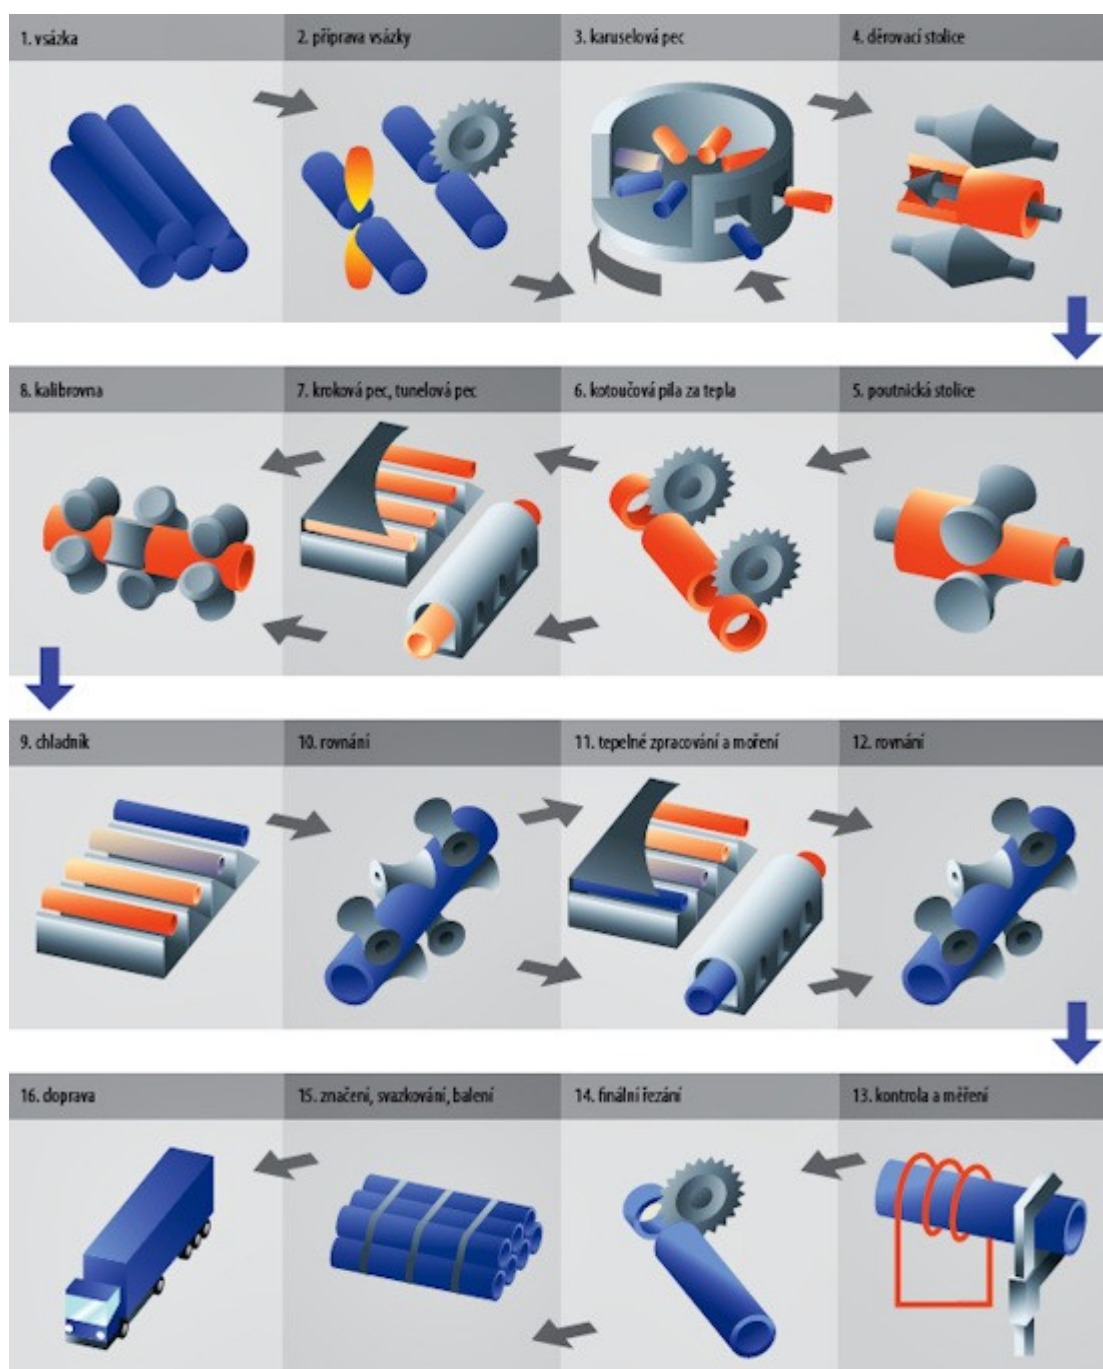 1. vsázka
2. příprava vsázky
3. karuselová pec
4. děrovací stolice
8. kalibrovna
7. kroková pec, tunelová pec
6. kotoučová pila za tepla
5. poutnická stolice
9. chladník
10. rovnání
11. tepelné zpracování a moření
12. rovnání
16. doprava
15. značení, svazkování, balení
14. finální řezání
13. kontrola a měření